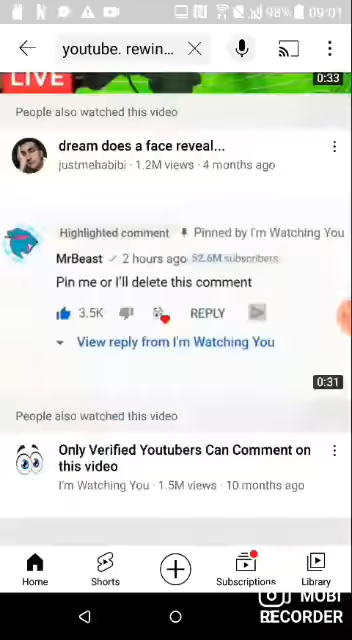 98% 09:01
youtube. rewin...
LIVE
0:33
People also watched this video
dream does a face reveal...
justmehabibi · 1.2M views · 4 months ago
Highlighted comment Pinned by I'm Watching You
MrBeast 2 hours ago 52.6M subscribers
Pin me or I'll delete this comment
3.5K REPLY
View reply from I'm Watching You
0:31
People also watched this video
Only Verified Youtubers Can Comment on
this video
I'm Watching You · 1.5M views · 10 months ago
Home Shorts Subscriptions Library
MOBI
RECORDER